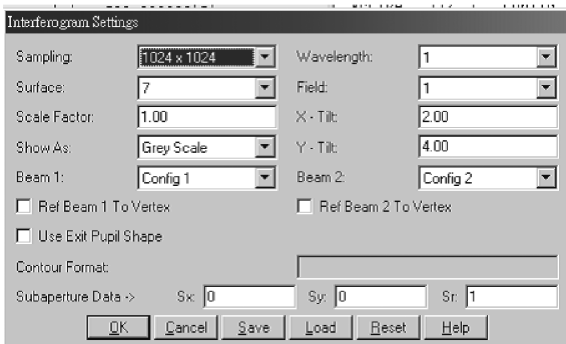 Interferogram Settings
Sampling: 1024 x 1024 Wavelength: 1
Surface: 7 Field: 1
Scale Factor: 1.00 X - Tilt: 2.00
Show As: Grey Scale Y - Tilt: 4.00
Beam 1: Config 1 Beam 2: Config 2
Ref Beam 1 To Vertex Ref Beam 2 To Vertex
Use Exit Pupil Shape
Contour Format:
Subaperture Data -> Sx: 0 Sy: 0 Sr: 1
OK Cancel Save Load Reset Help